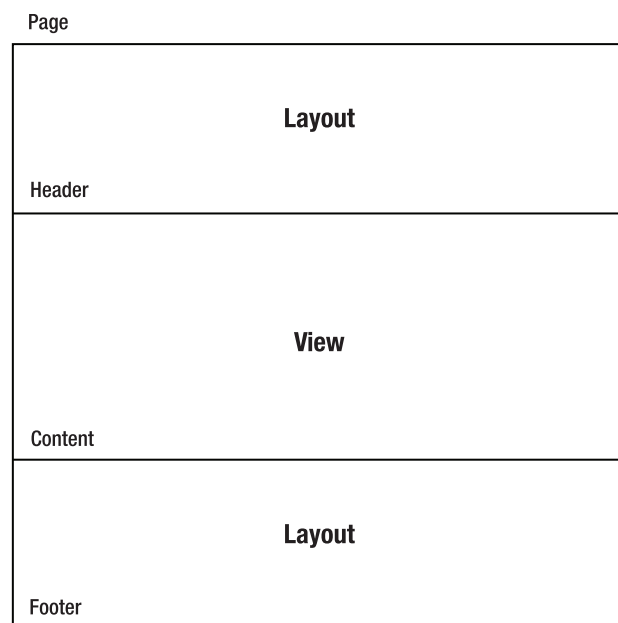 Page
Layout
Header
View
Content
Layout
Footer